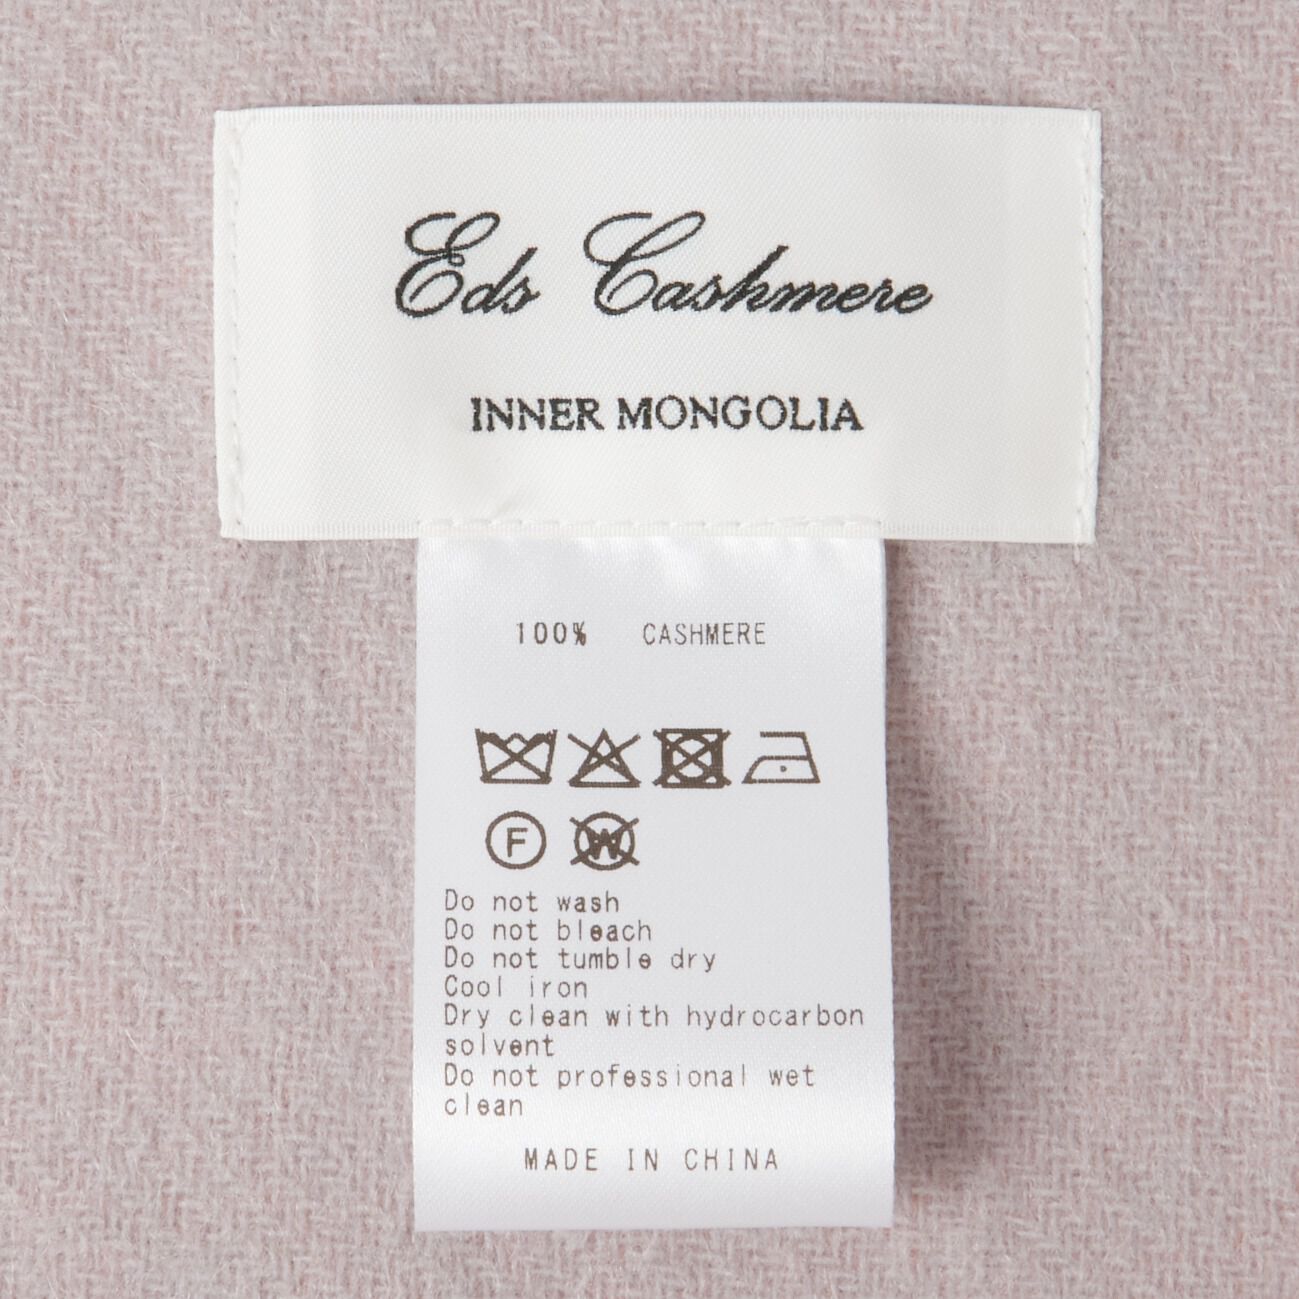 Eds Cashmere
INNER MONGOLIA
100% CASHMERE
F W
Do not wash
Do not bleach
Do not tumble dry
Cool iron
Dry clean with hydrocarbon
solvent
Do not professional wet
clean
MADE IN CHINA